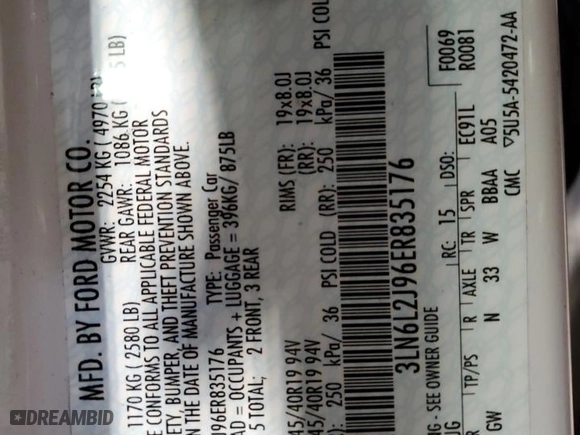 MFD. BY FORD MOTOR CO.
GVWR: 2254 KG ( 4970
1170 KG ( 2580 LB) REAR GAWR: 1086 KG ( 5 LB)
CONFORMS TO ALL APPLICABLE FEDERAL MOTOR
BUMPER, AND THEFT PREVENTION STANDARDS
THE DATE OF MANUFACTURE SHOWN ABOVE.
J96ER835176 TYPE: Passenger Car
= OCCUPANTS + LUGGAGE = 396KG/ 875LB
5 TOTAL; 2 FRONT, 3 REAR
45/40R19 94V RIMS (FR): 19x8.0J
45/40R19 94V (RR): 19x8.0J
250 kPa/ 36 PSI COLD (RR): 250 kPa/ 36 PSI COLD
3LN6L2J96ER835176
- SEE OWNER GUIDE
RC: 15 DSO: F0069
EC91L R0081
TP/PS R AXLE TR SPR
GW N 33 W BBAA A05
CMC ▽5U5A-5420472-AA
DREAMBID